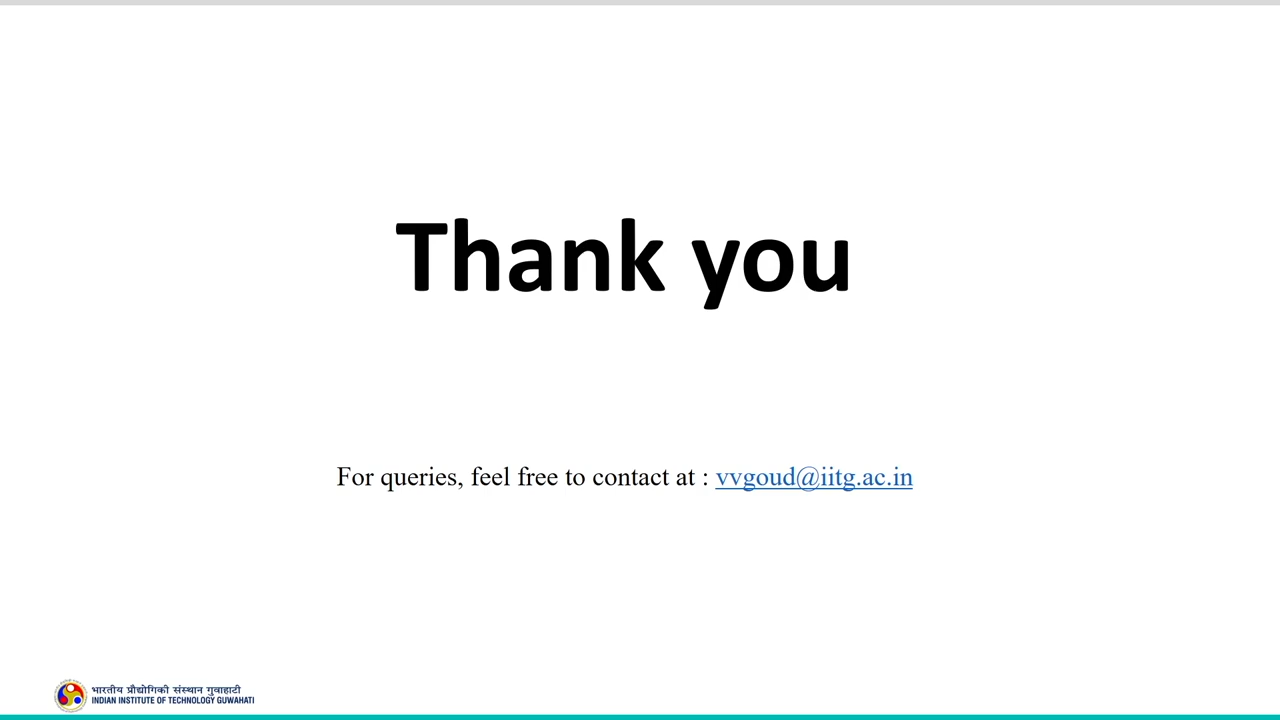 Thank you
For queries, feel free to contact at : vvgoud@iitg.ac.in
भारतीय प्रौद्योगिकी संस्थान गुवाहाटी
INDIAN INSTITUTE OF TECHNOLOGY GUWAHATI